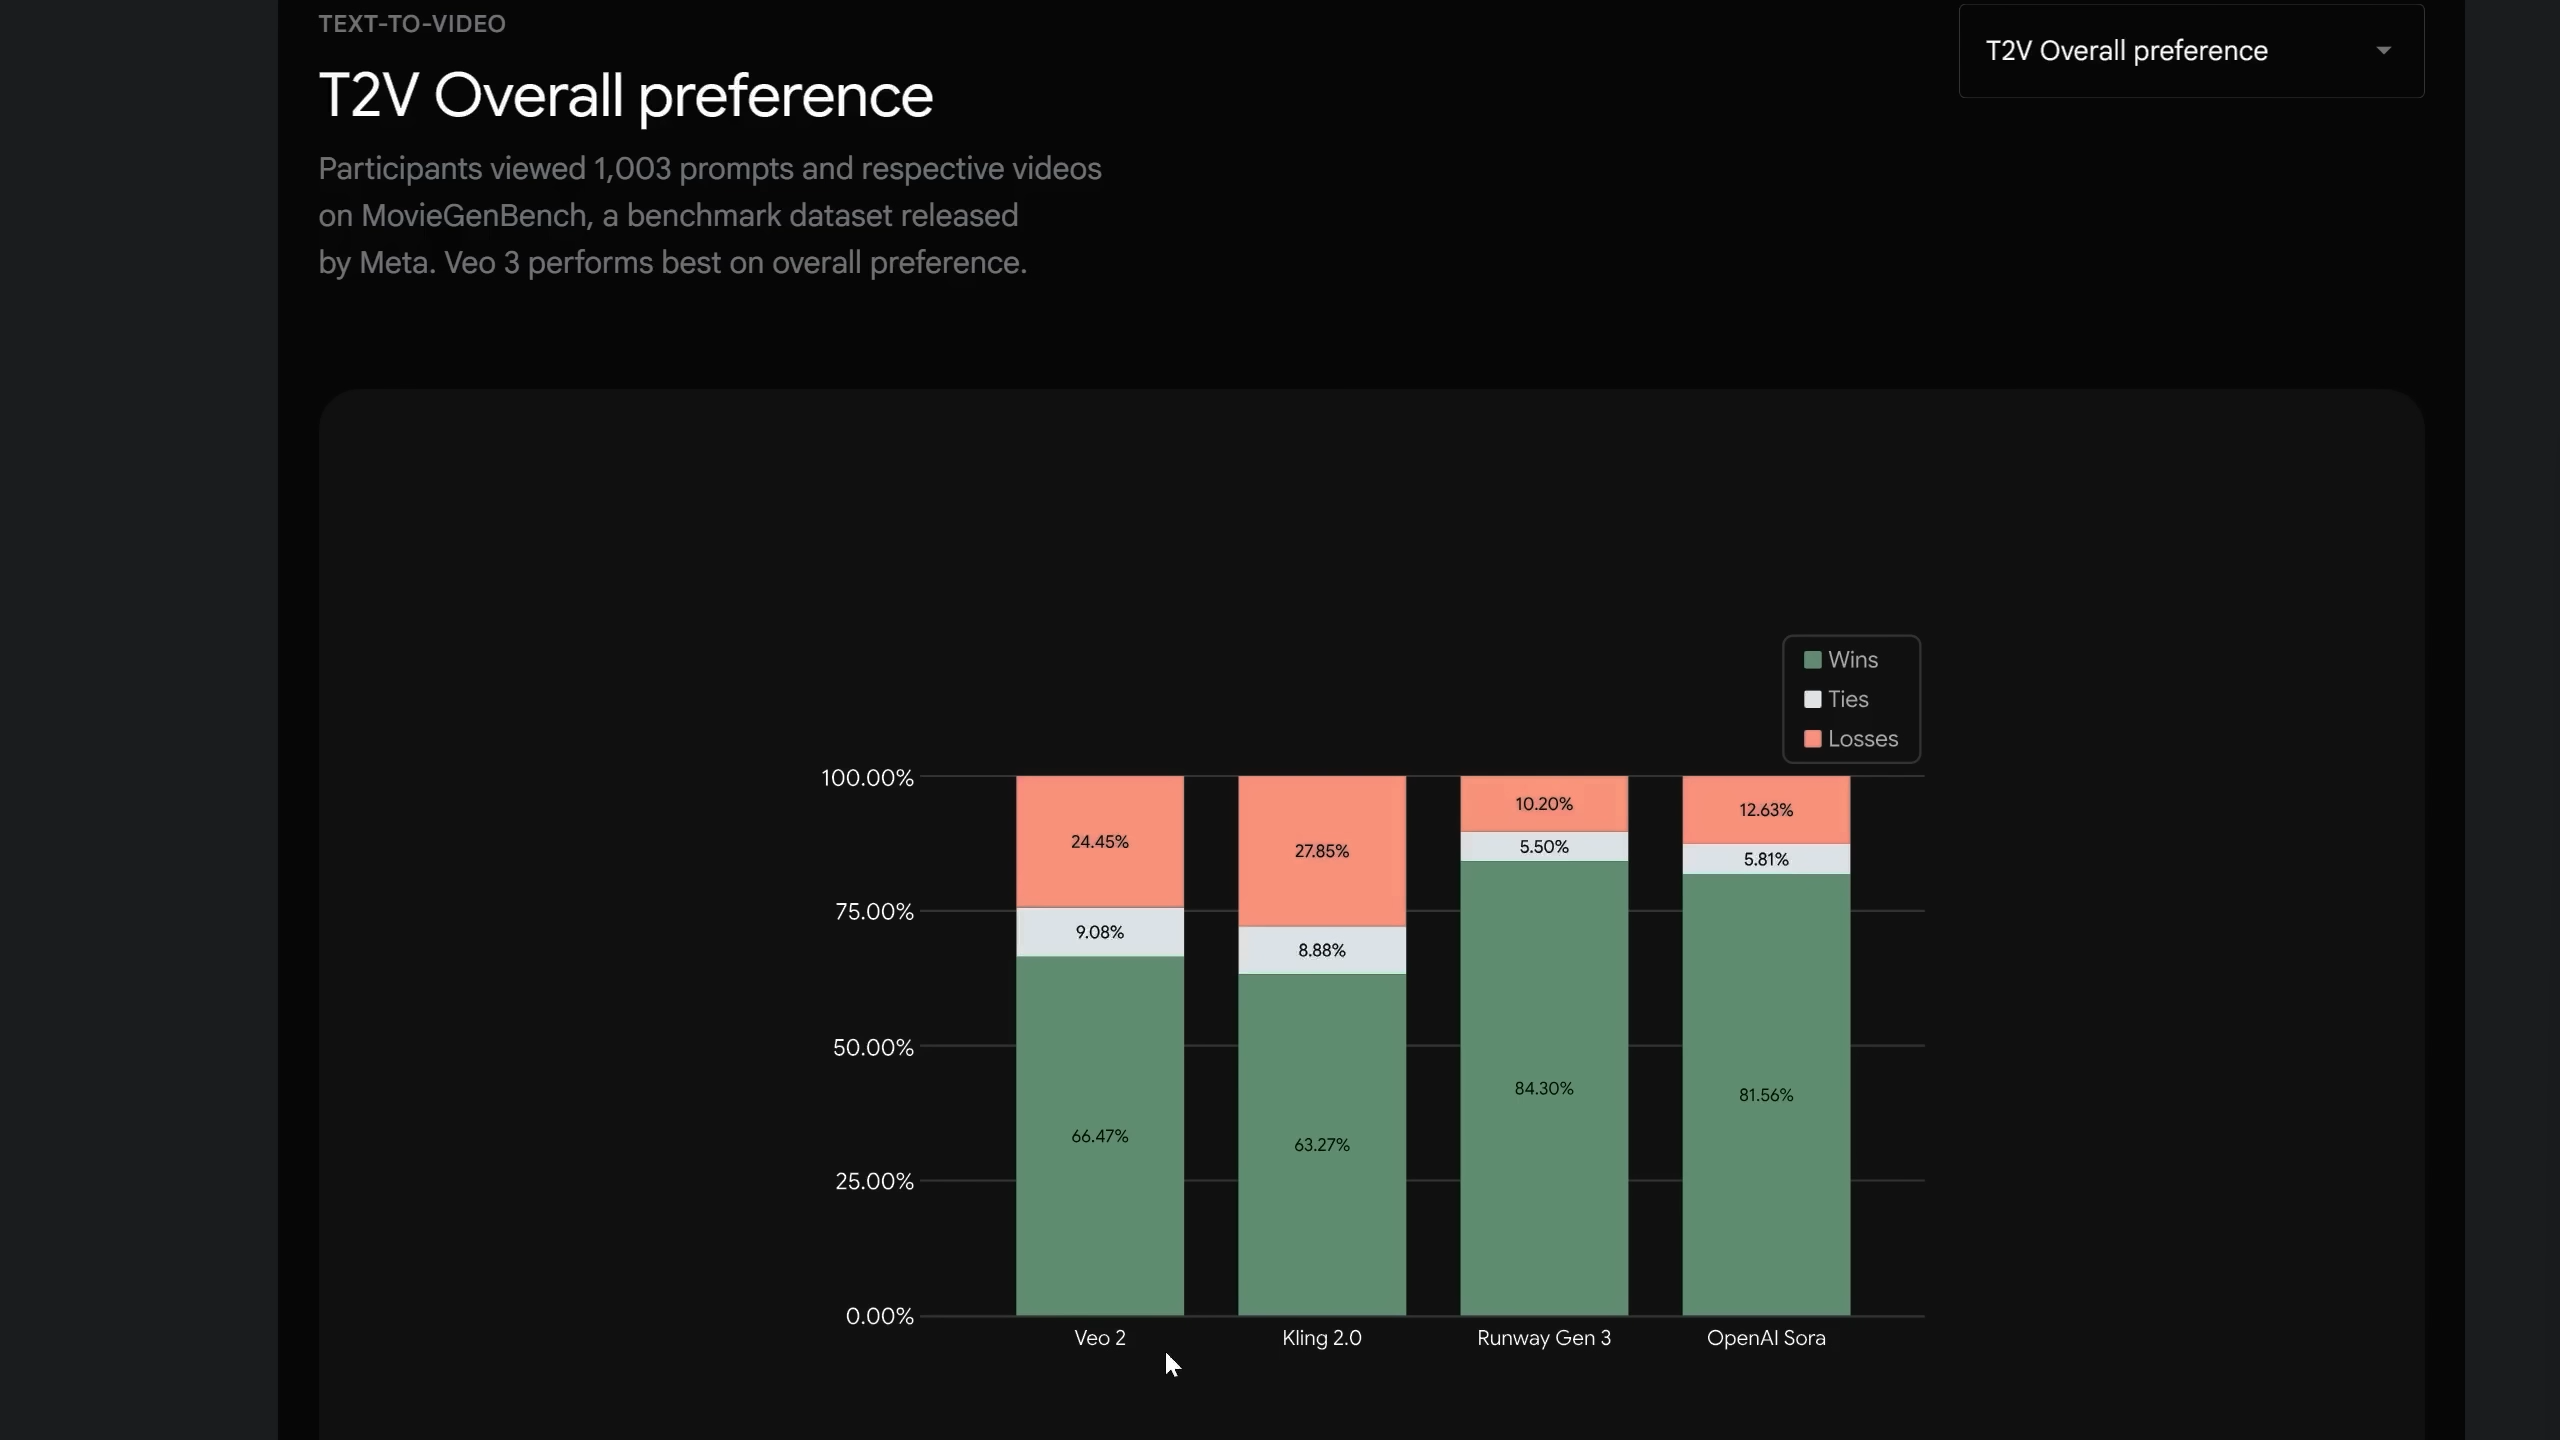 TEXT-TO-VIDEO
T2V Overall preference
T2V Overall preference
Participants viewed 1,003 prompts and respective videos
on MovieGenBench, a benchmark dataset released
by Meta. Veo 3 performs best on overall preference.
Wins
Ties
Losses
100.00%
75.00%
50.00%
25.00%
0.00%
24.45%
9.08%
66.47%
27.85%
8.88%
63.27%
10.20%
5.50%
84.30%
12.63%
5.81%
81.56%
Veo 2
Kling 2.0
Runway Gen 3
OpenAI Sora